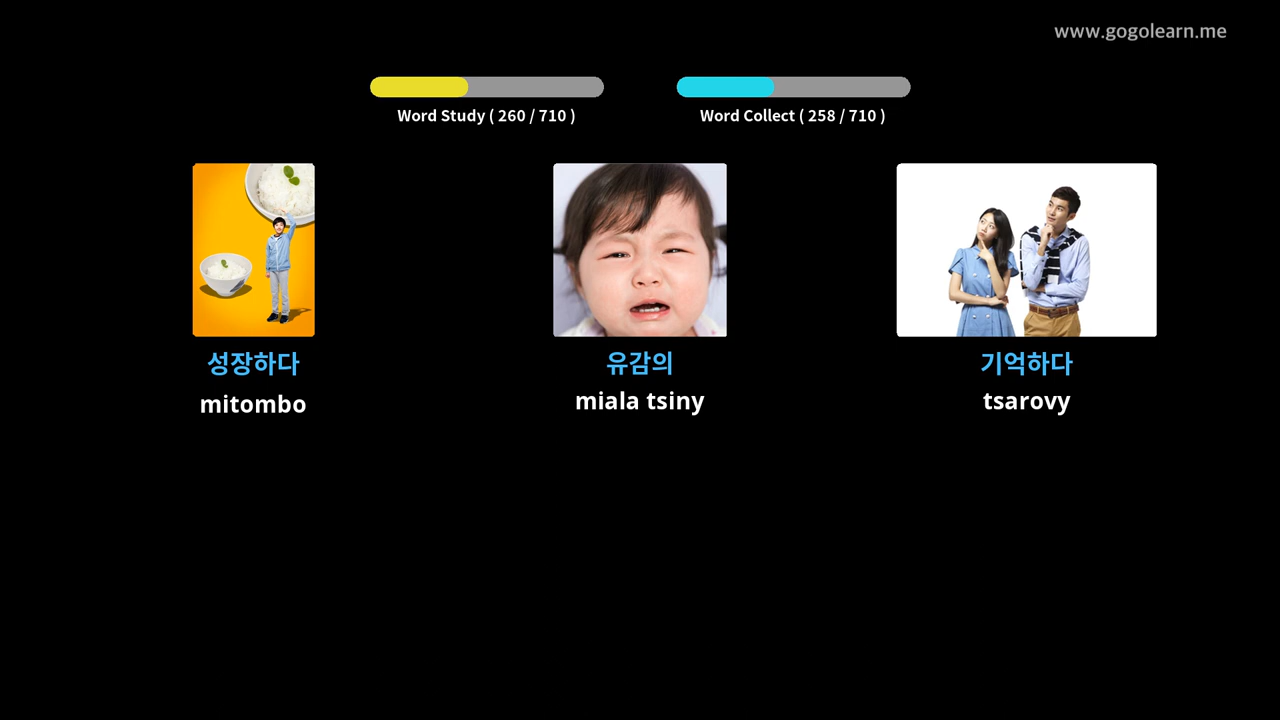 www.gogolearn.me
Word Study ( 260 / 710 )
Word Collect ( 258 / 710 )
성장하다
유감의
기억하다
mitombo
miala tsiny
tsarovy